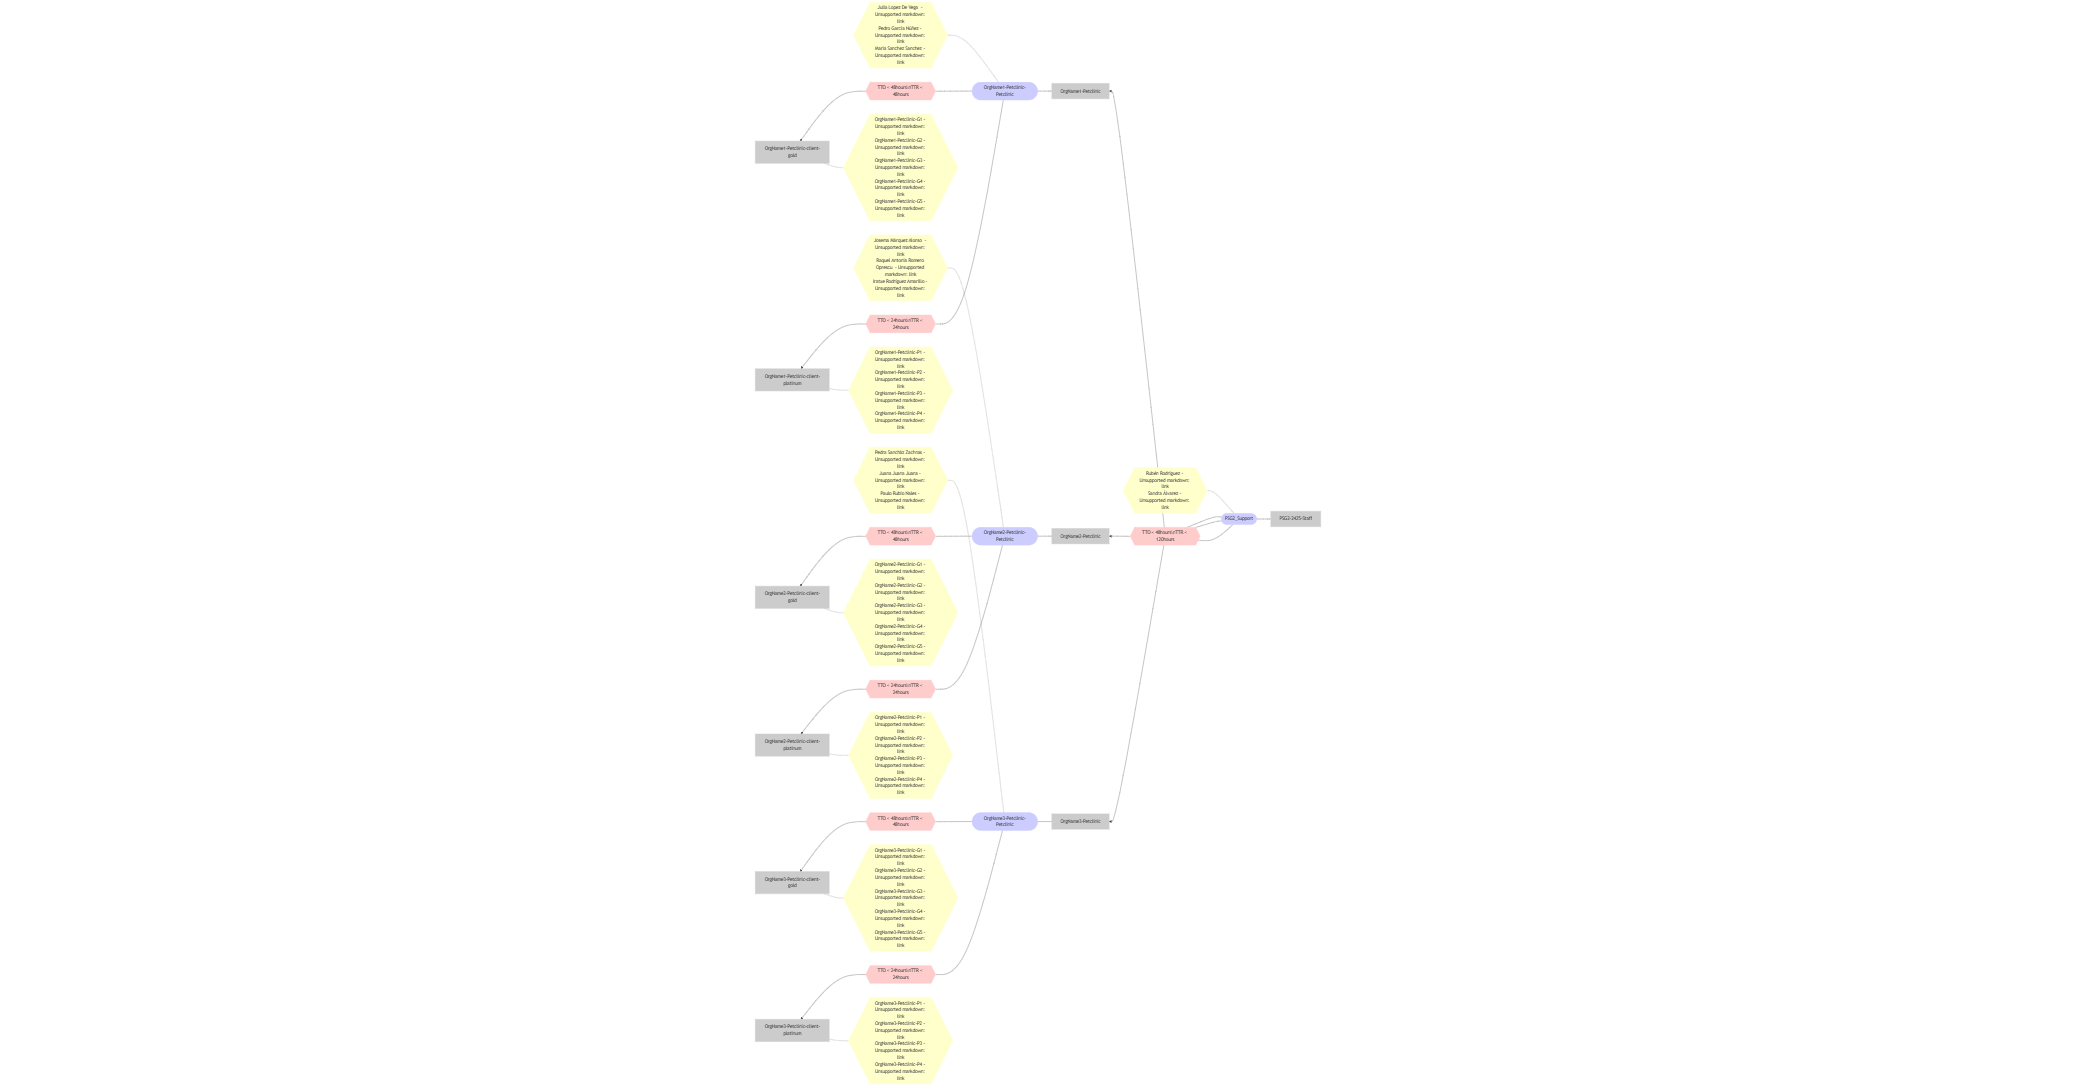 Julia Lopez De Vega -
Unsupported markdown:
link
Pedro García Núñez -
Unsupported markdown:
link
María Sanchez Sanchez -
Unsupported markdown:
link
TTO < 48hours\nTTR <
48hours
OrgName1-Petclinic-
Petclinic
OrgName1-Petclinic
OrgName1-Petclinic-client-
gold
OrgName1-Petclinic-G1 -
Unsupported markdown:
link
OrgName1-Petclinic-G2 -
Unsupported markdown:
link
OrgName1-Petclinic-G3 -
Unsupported markdown:
link
OrgName1-Petclinic-G4 -
Unsupported markdown:
link
OrgName1-Petclinic-G5 -
Unsupported markdown:
link
Josema Márquez Alonso -
Unsupported markdown:
link
Raquel Antonia Romero
Oprescu - Unsupported
markdown: link
Rodriguez Amarillo -
Unsupported markdown:
link
TTO < 24hours\nTTR <
24hours
OrgName1-Petclinic-client-
platinum
OrgName1-Petclinic-P1 -
Unsupported markdown:
link
OrgName1-Petclinic-P2 -
Unsupported markdown:
link
OrgName1-Petclinic-P3 -
Unsupported markdown:
link
OrgName1-Petclinic-P4 -
Unsupported markdown:
link
Pedra Sanchéz -
Unsupported markdown:
link
Juana Juana Juana -
Unsupported markdown:
link
Paula Rubio -
Unsupported markdown:
link
Rubén Rodríguez -
Unsupported markdown:
link
Sandra Alvarez -
Unsupported markdown:
link
PSG2_Support
PSG2-2425-Staff
TTO < 48hours\nTTR <
48hours
OrgName2-Petclinic-
Petclinic
OrgName2-Petclinic
TTO < 48hours\nTTR <
120hours
OrgName2-Petclinic-client-
gold
OrgName2-Petclinic-G1 -
Unsupported markdown:
link
OrgName2-Petclinic-G2 -
Unsupported markdown:
link
OrgName2-Petclinic-G3 -
Unsupported markdown:
link
OrgName2-Petclinic-G4 -
Unsupported markdown:
link
OrgName2-Petclinic-G5 -
Unsupported markdown:
link
TTO < 24hours\nTTR <
24hours
OrgName2-Petclinic-client-
platinum
OrgName2-Petclinic-P1 -
Unsupported markdown:
link
OrgName2-Petclinic-P2 -
Unsupported markdown:
link
OrgName2-Petclinic-P3 -
Unsupported markdown:
link
OrgName2-Petclinic-P4 -
Unsupported markdown:
link
TTO < 48hours\nTTR <
48hours
OrgName3-Petclinic-
Petclinic
OrgName3-Petclinic
OrgName3-Petclinic-client-
gold
OrgName3-Petclinic-G1 -
Unsupported markdown:
link
OrgName3-Petclinic-G2 -
Unsupported markdown:
link
OrgName3-Petclinic-G3 -
Unsupported markdown:
link
OrgName3-Petclinic-G4 -
Unsupported markdown:
link
OrgName3-Petclinic-G5 -
Unsupported markdown:
link
TTO < 24hours\nTTR <
24hours
OrgName3-Petclinic-client-
platinum
OrgName3-Petclinic-P1 -
Unsupported markdown:
link
OrgName3-Petclinic-P2 -
Unsupported markdown:
link
OrgName3-Petclinic-P3 -
Unsupported markdown:
link
OrgName3-Petclinic-P4 -
Unsupported markdown:
link